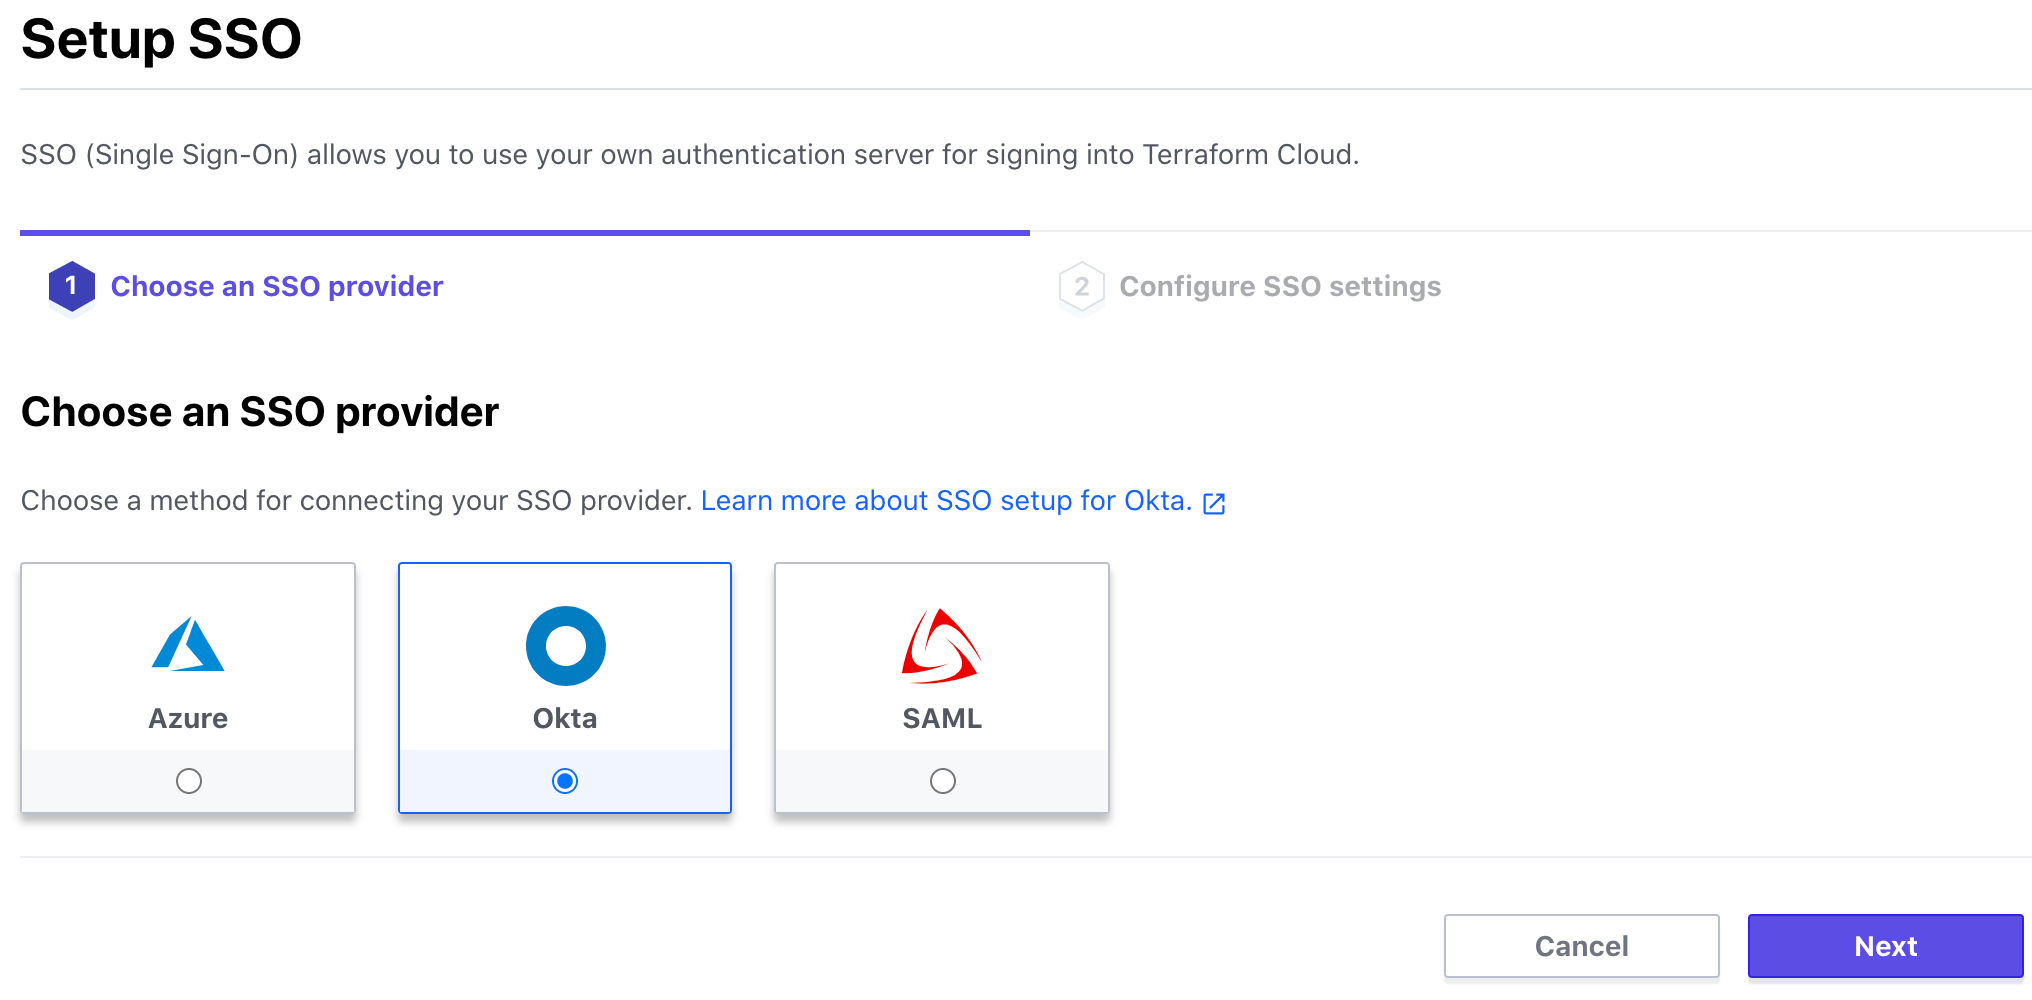 Setup SSO
SSO (Single Sign-On) allows you to use your own authentication server for signing into Terraform Cloud.
1 Choose an SSO provider
2 Configure SSO settings
Choose an SSO provider
Choose a method for connecting your SSO provider. Learn more about SSO setup for Okta.
Azure
Okta
SAML
Cancel
Next